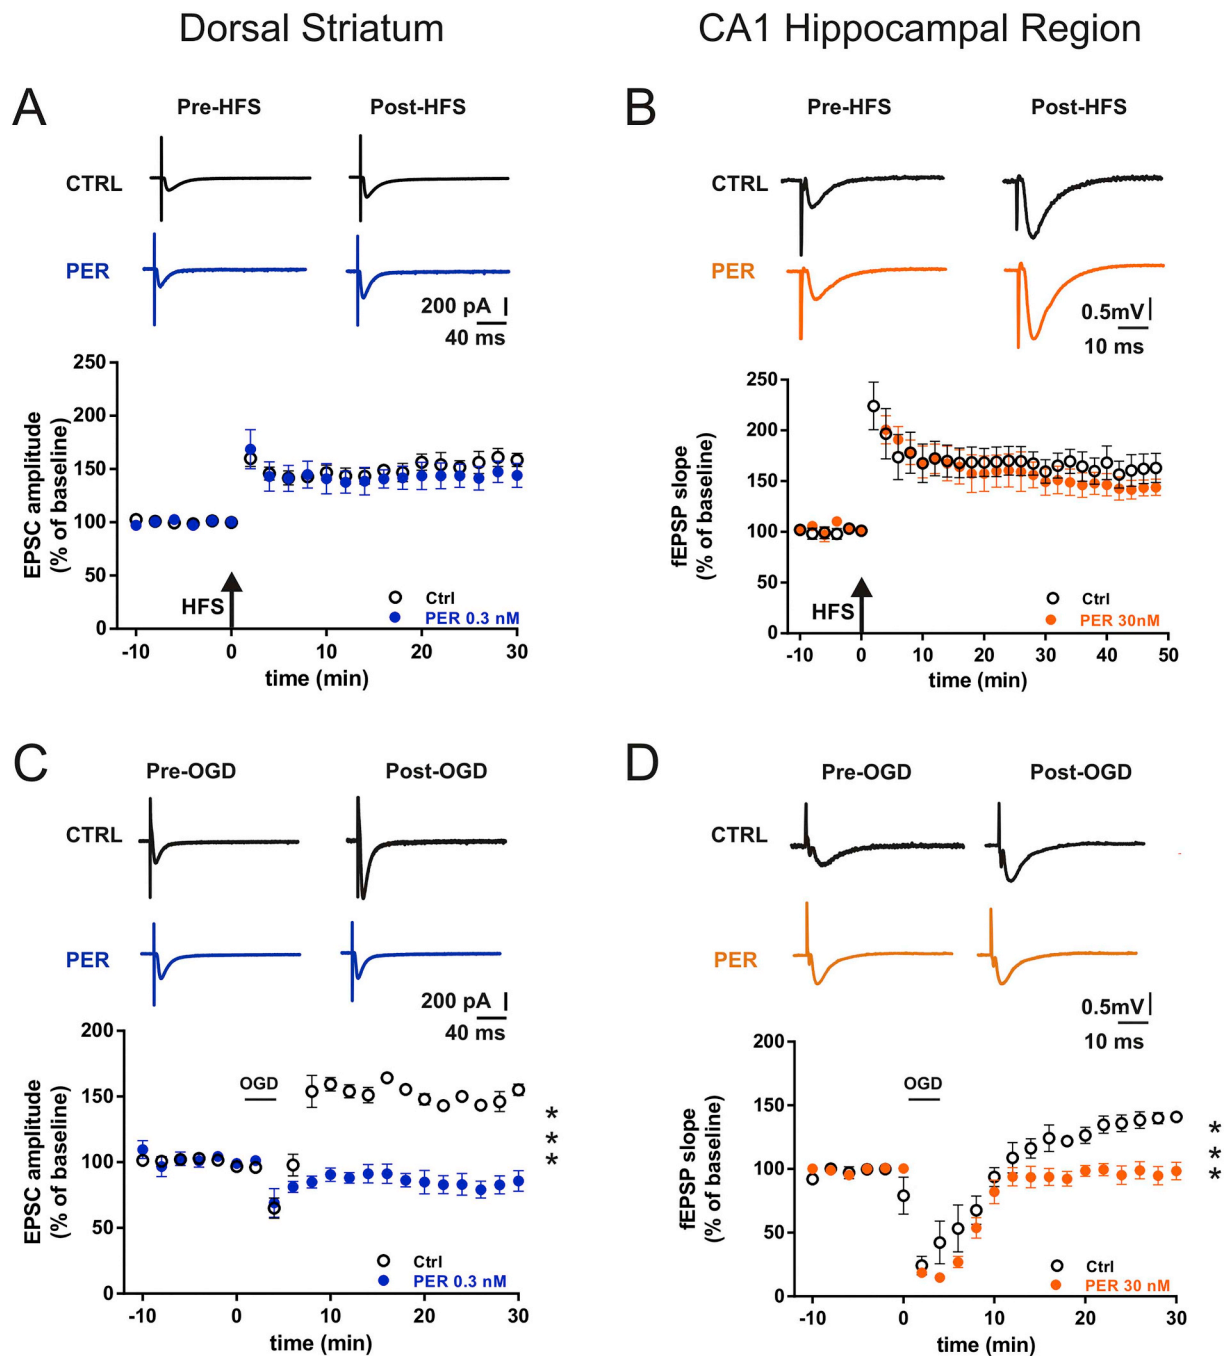 Dorsal Striatum
CA1 Hippocampal Region
A
Pre-HFS
Post-HFS
CTRL
PER
200 pA
40 ms
250
200
150
100
50
0
EPSC amplitude
(% of baseline)
HFS
Ctrl
PER 0.3 nM
-10
0
10
20
30
time (min)
B
Pre-HFS
Post-HFS
CTRL
PER
0.5mV
10 ms
250
200
150
100
50
0
fEPSP slope
(% of baseline)
HFS
Ctrl
PER 30nM
-10
0
10
20
30
40
50
time (min)
C
Pre-OGD
Post-OGD
CTRL
PER
200 pA
40 ms
200
150
100
50
0
EPSC amplitude
(% of baseline)
OGD
* * *
Ctrl
PER 0.3 nM
-10
0
10
20
30
time (min)
D
Pre-OGD
Post-OGD
CTRL
PER
0.5mV
10 ms
200
150
100
50
0
fEPSP slope
(% of baseline)
OGD
* * *
Ctrl
PER 30 nM
-10
0
10
20
30
time (min)